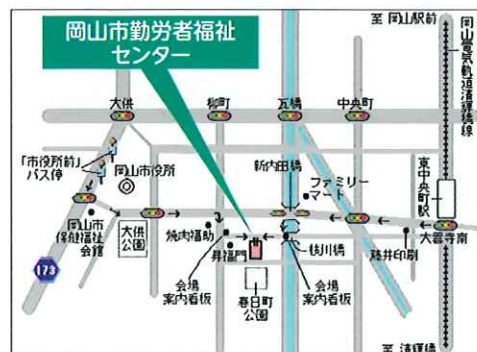 岡山市勤労者福祉
センター
至 岡山駅前
岡山電気軌道清輝橋線
大供
柳町
瓦橋
中央町
「市役所前」
バス停
岡山市役所
新内田橋
ファミリー
マート
東中央町駅
岡山市
保健福祉
会館
大供
公園
焼肉福助
昇福門
枝川橋
藤井印刷
大雲寺南
173
会場
案内看板
春日町
公園
会場
案内看板
至 清輝橋